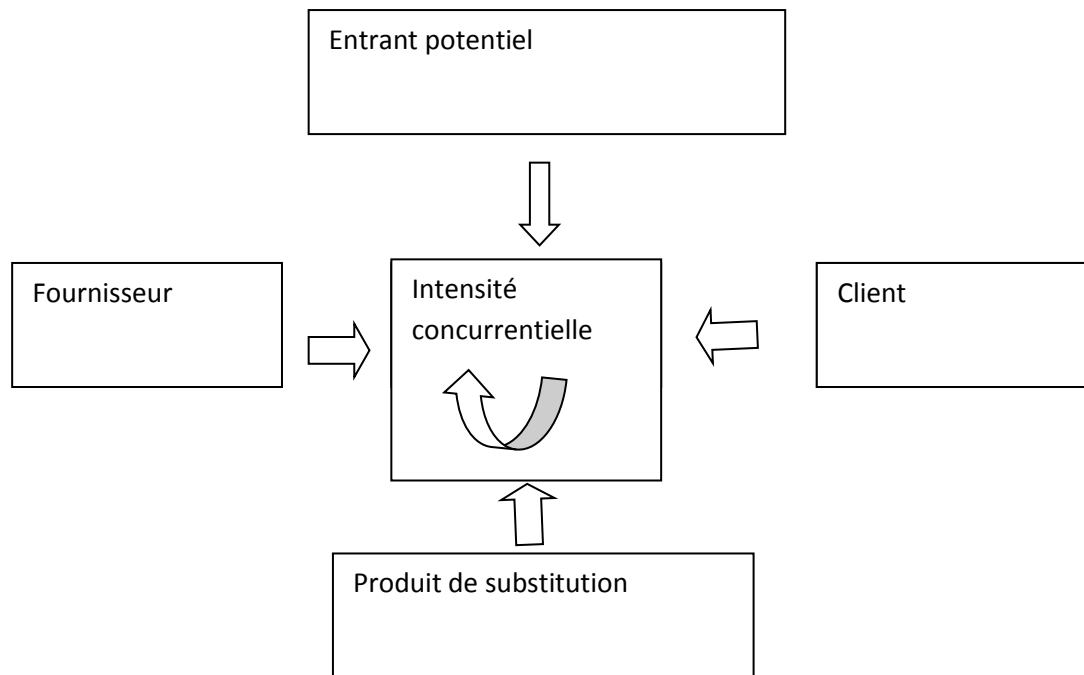 Entrant potentiel
Fournisseur
Intensité
concurrentielle
Client
Produit de substitution